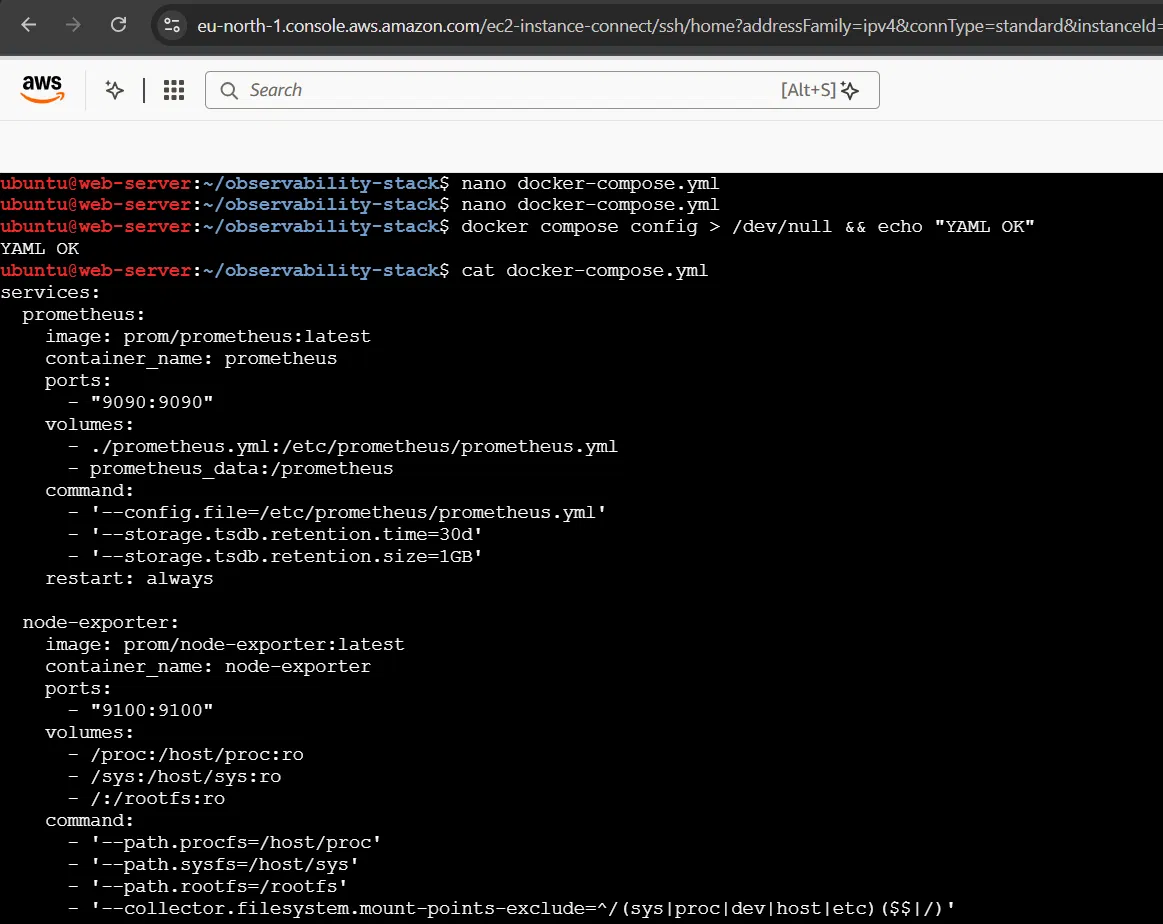 eu-north-1.console.aws.amazon.com/ec2-instance-connect/ssh/home?addressFamily=ipv4&connType=standard&instanceId=
aws
Search [Alt+S]
ubuntu@web-server:~/observability-stack$ nano docker-compose.yml
ubuntu@web-server:~/observability-stack$ nano docker-compose.yml
ubuntu@web-server:~/observability-stack$ docker compose config > /dev/null && echo "YAML OK"
YAML OK
ubuntu@web-server:~/observability-stack$ cat docker-compose.yml
services:
  prometheus:
    image: prom/prometheus:latest
    container_name: prometheus
    ports:
      - "9090:9090"
    volumes:
      - ./prometheus.yml:/etc/prometheus/prometheus.yml
      - prometheus_data:/prometheus
    command:
      - '--config.file=/etc/prometheus/prometheus.yml'
      - '--storage.tsdb.retention.time=30d'
      - '--storage.tsdb.retention.size=1GB'
    restart: always

  node-exporter:
    image: prom/node-exporter:latest
    container_name: node-exporter
    ports:
      - "9100:9100"
    volumes:
      - /proc:/host/proc:ro
      - /sys:/host/sys:ro
      - /:/rootfs:ro
    command:
      - '--path.procfs=/host/proc'
      - '--path.sysfs=/host/sys'
      - '--path.rootfs=/rootfs'
      - '--collector.filesystem.mount-points-exclude=^/(sys|proc|dev|host|etc)($$|/)'